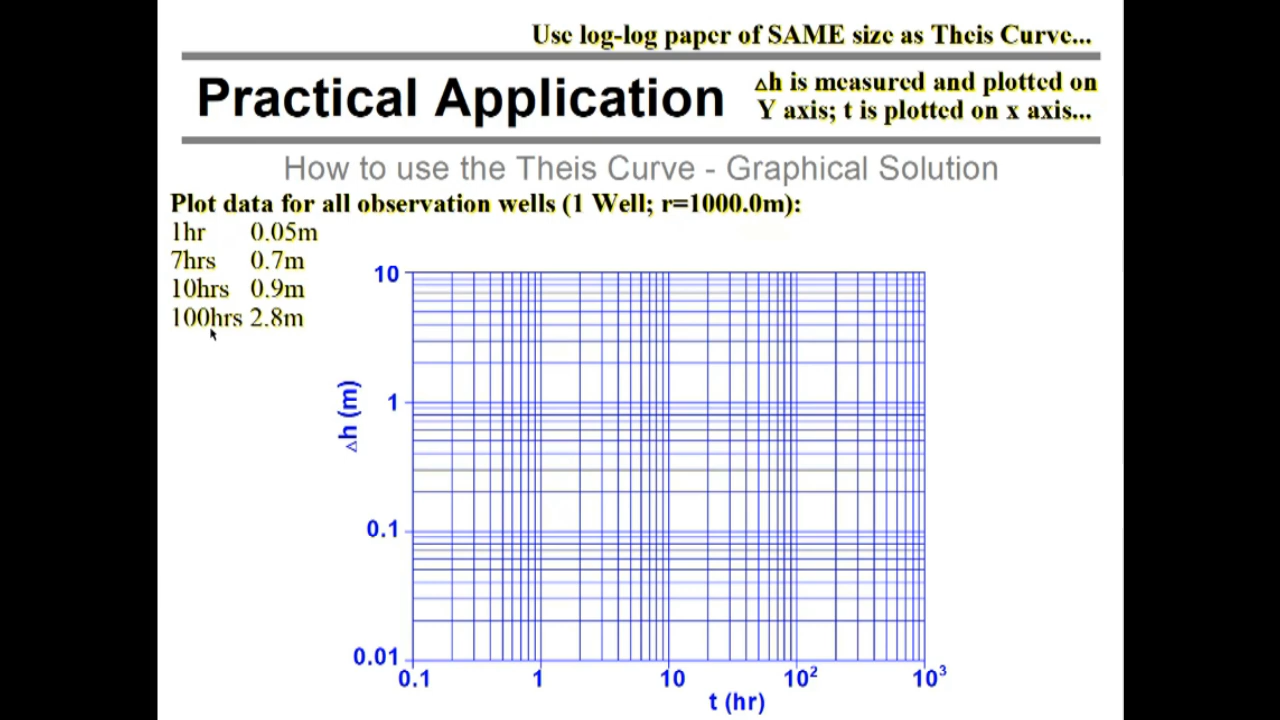 Use log-log paper of SAME size as Theis Curve...
Practical Application
△h is measured and plotted on
Y axis; t is plotted on x axis...
How to use the Theis Curve - Graphical Solution
Plot data for all observation wells (1 Well; r=1000.0m):
1hr 0.05m
7hrs 0.7m
10hrs 0.9m
100hrs 2.8m
10
1
0.1
0.01
△h (m)
0.1 1 10 10² 10³
t (hr)